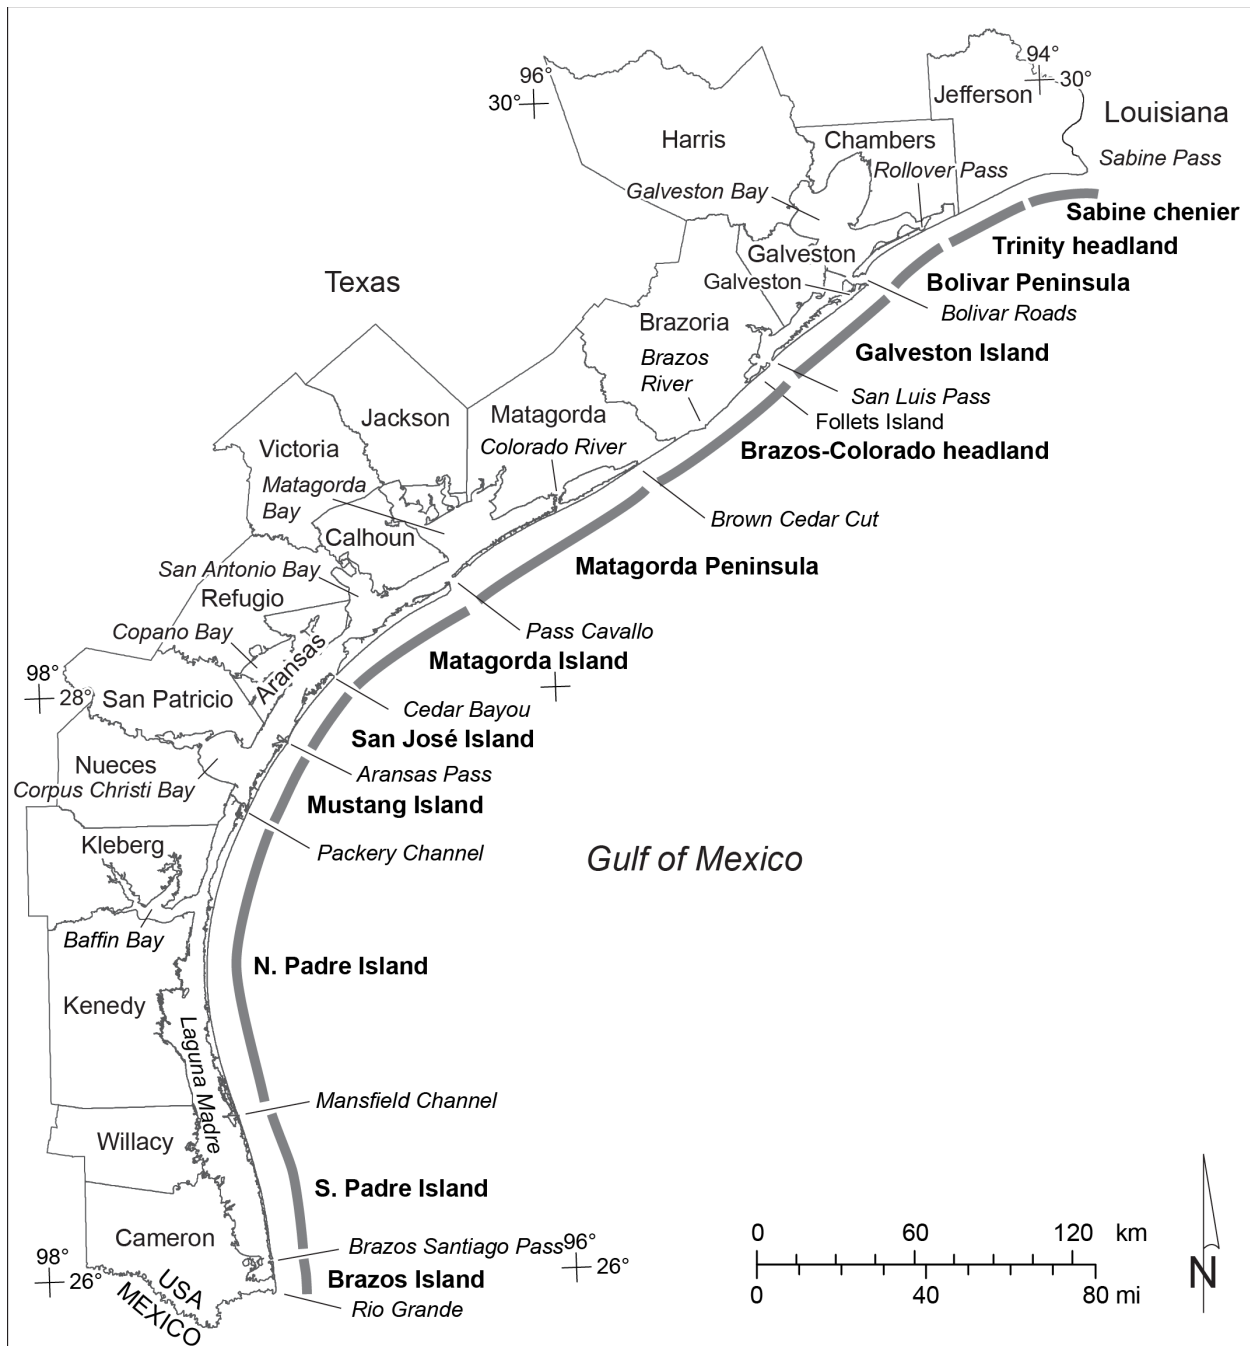 94°
30°
96°
30°
Jefferson
Louisiana
Harris
Chambers
Sabine Pass
Rollover Pass
Galveston Bay
Sabine chenier
Trinity headland
Galveston
Galveston
Bolivar Peninsula
Texas
Bolivar Roads
Brazoria
Brazos
River
Galveston Island
San Luis Pass
Follets Island
Jackson
Matagorda
Colorado River
Brazos-Colorado headland
Victoria
Matagorda
Bay
Brown Cedar Cut
Calhoun
Matagorda Peninsula
San Antonio Bay
Refugio
Copano Bay
Pass Cavallo
Aransas
Matagorda Island
98°
28°
San Patricio
Cedar Bayou
San José Island
Nueces
Aransas Pass
Corpus Christi Bay
Mustang Island
Kleberg
Packery Channel
Gulf of Mexico
Baffin Bay
N. Padre Island
Kenedy
Laguna Madre
Mansfield Channel
Willacy
S. Padre Island
Cameron
Brazos Santiago Pass
96°
26°
98°
26°
Brazos Island
USA
MEXICO
Rio Grande
0 60 120 km
0 40 80 mi
N